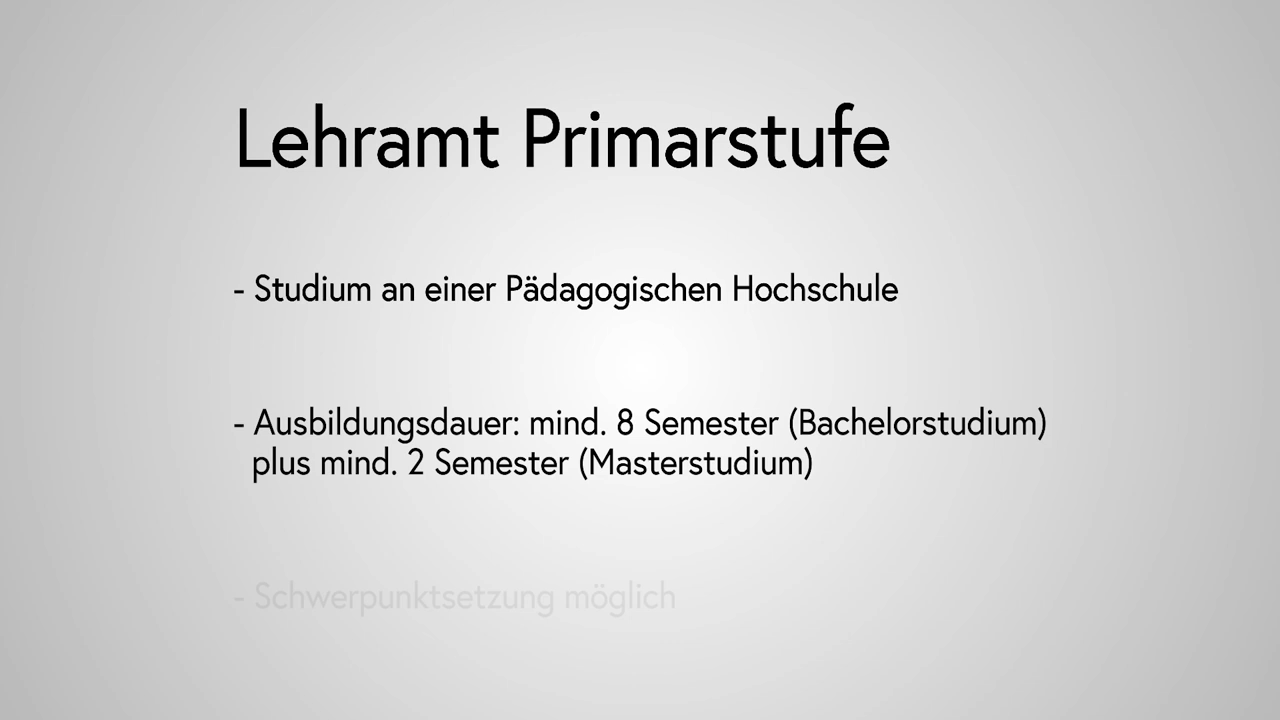 Lehramt Primarstufe
- Studium an einer Pädagogischen Hochschule
- Ausbildungsdauer: mind. 8 Semester (Bachelorstudium)
plus mind. 2 Semester (Masterstudium)
- Schwerpunktsetzung möglich